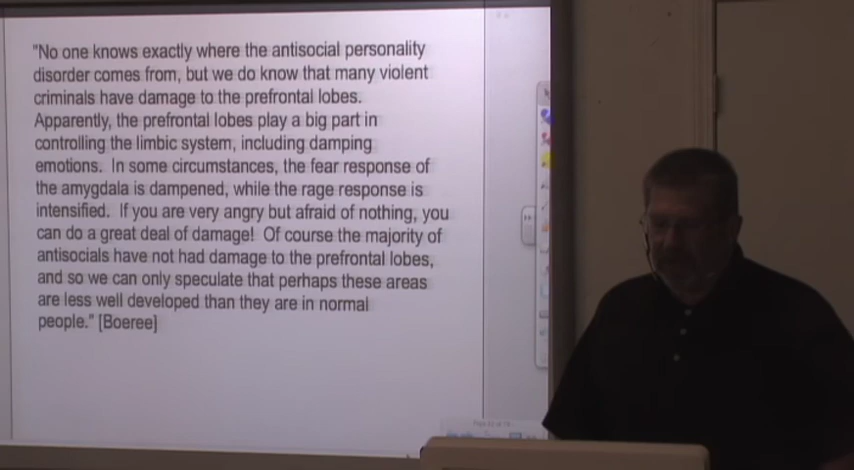 "No one knows exactly where the antisocial personality
disorder comes from, but we do know that many violent
criminals have damage to the prefrontal lobes.
Apparently, the prefrontal lobes play a big part in
controlling the limbic system, including damping
emotions. In some circumstances, the fear response of
the amygdala is dampened, while the rage response is
intensified. If you are very angry but afraid of nothing, you
can do a great deal of damage! Of course the majority of
antisocials have not had damage to the prefrontal lobes,
and so we can only speculate that perhaps these areas
are less well developed than they are in normal
people." [Boeree]